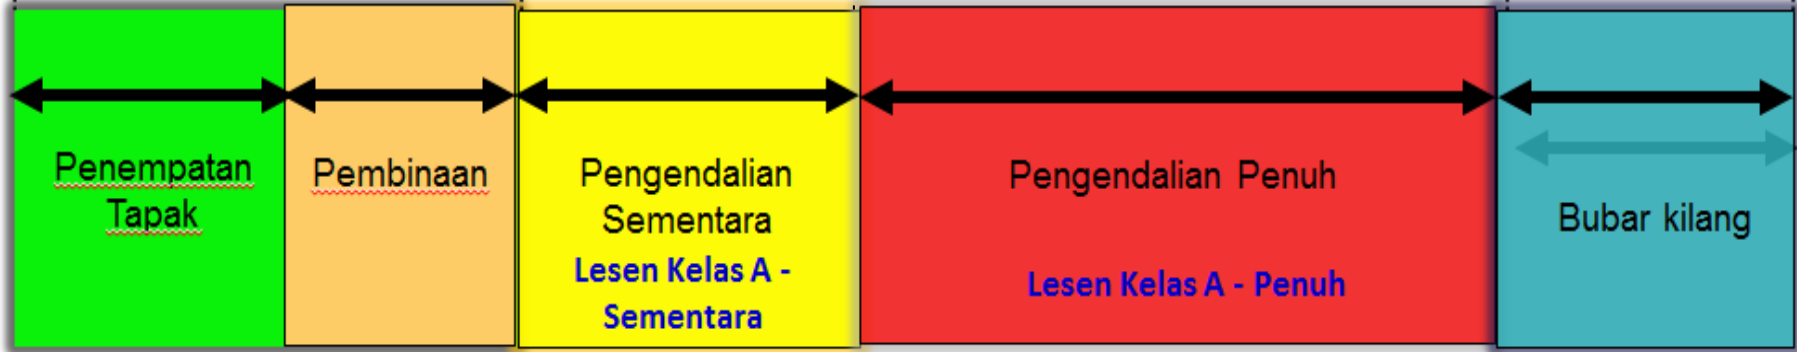 Penempatan
Tapak
Pembinaan
Pengendalian
Sementara
Lesen Kelas A -
Sementara
Pengendalian Penuh
Lesen Kelas A - Penuh
Bubar kilang